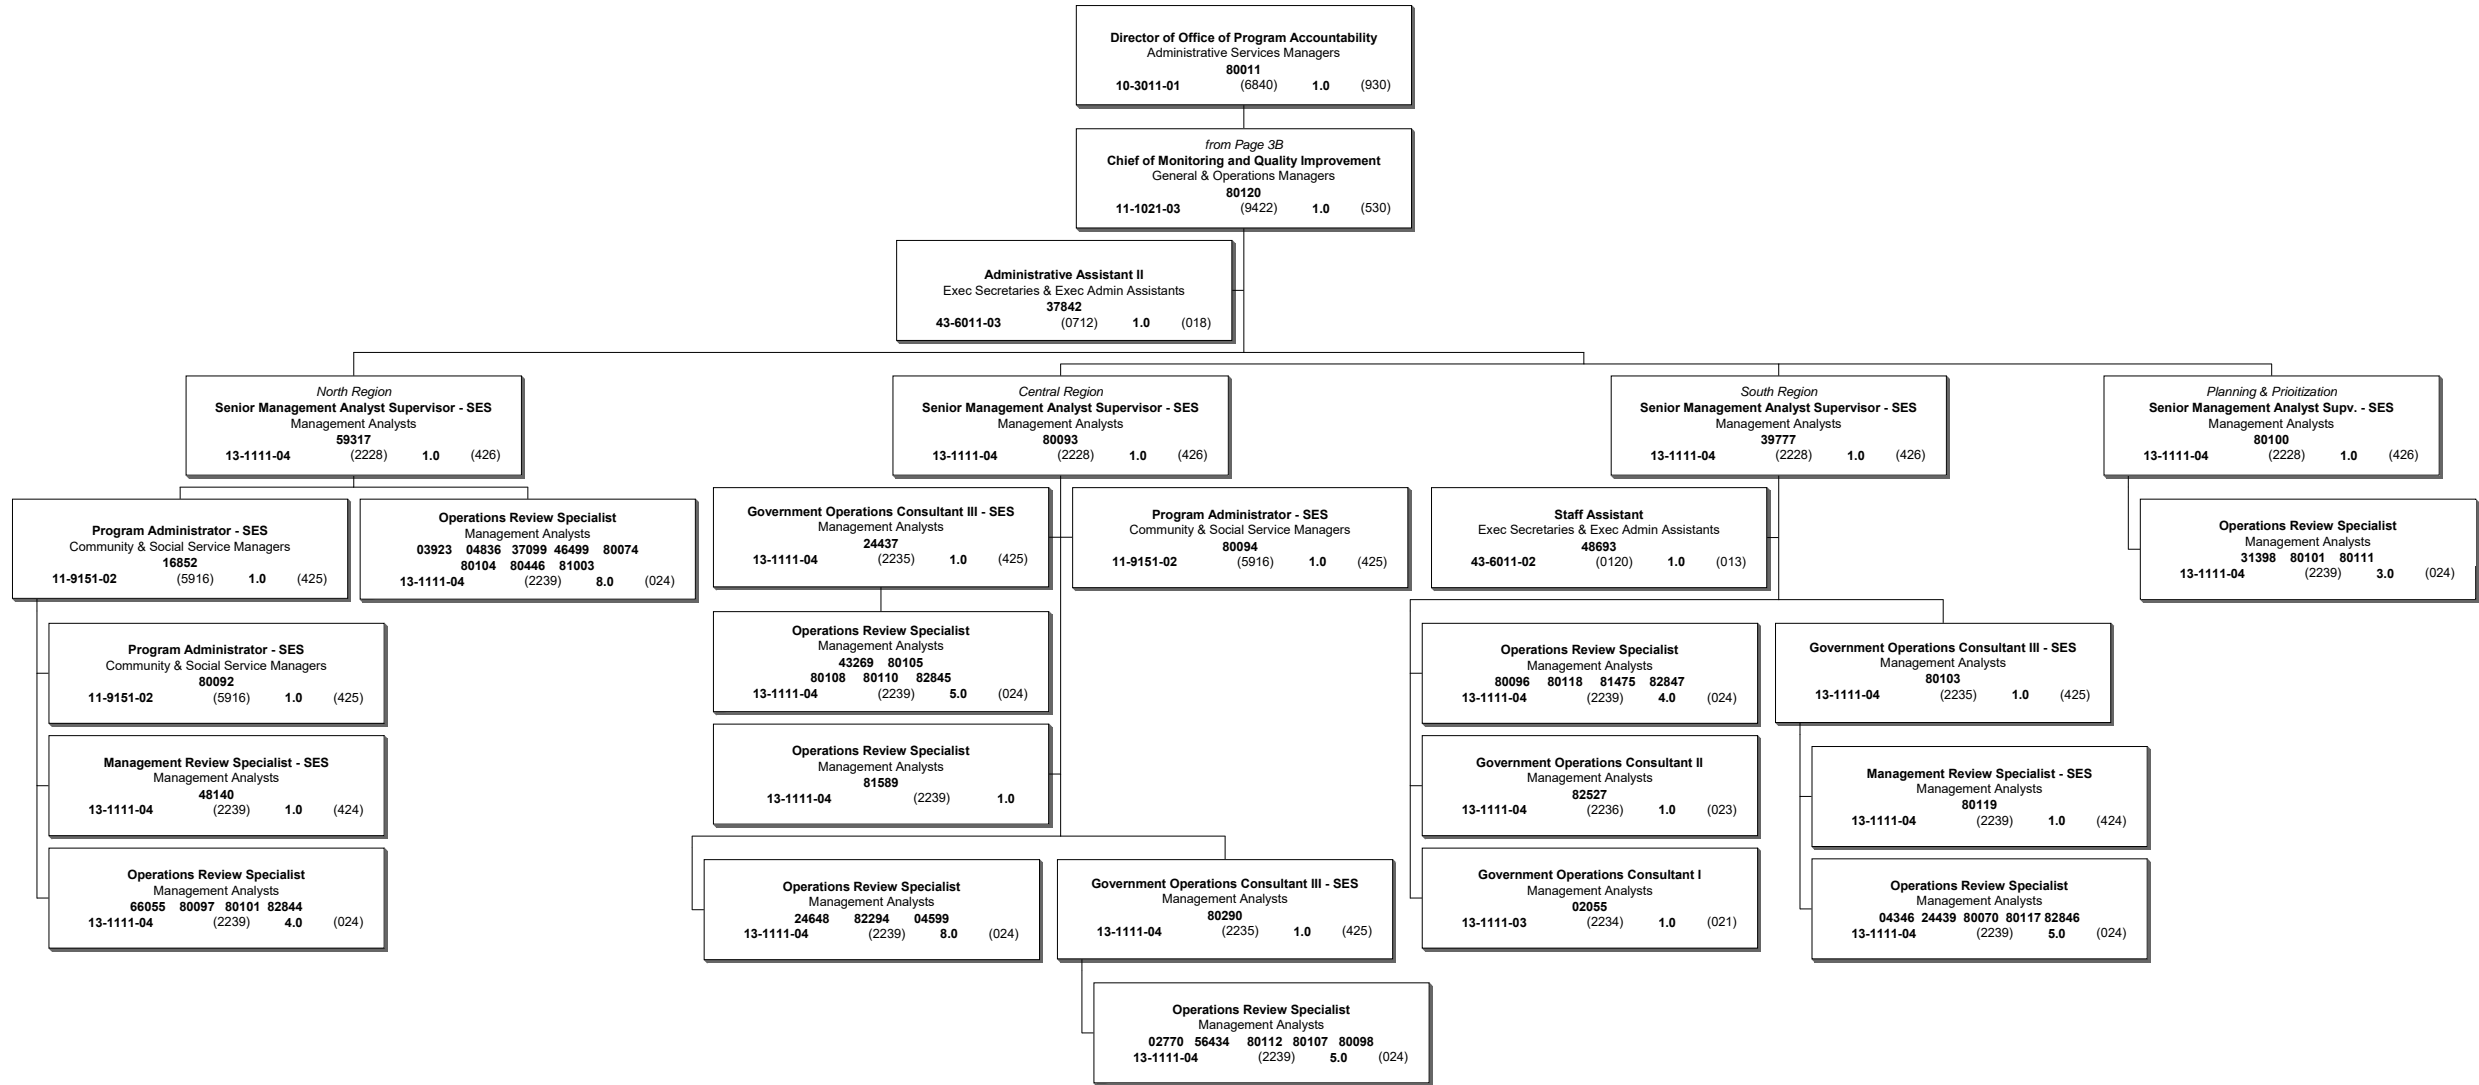 Director of Office of Program Accountability
Administrative Services Managers
80011
10-3011-01 (6840) 1.0 (930)
from Page 3B
Chief of Monitoring and Quality Improvement
General & Operations Managers
80120
11-1021-03 (9422) 1.0 (530)
Administrative Assistant II
Exec Secretaries & Exec Admin Assistants
37842
43-6011-03 (0712) 1.0 (018)
North Region
Senior Management Analyst Supervisor - SES
Management Analysts
59317
13-1111-04 (2228) 1.0 (426)
Central Region
Senior Management Analyst Supervisor - SES
Management Analysts
80093
13-1111-04 (2228) 1.0 (426)
South Region
Senior Management Analyst Supervisor - SES
Management Analysts
39777
13-1111-04 (2228) 1.0 (426)
Planning & Prioitization
Senior Management Analyst Supv. - SES
Management Analysts
80100
13-1111-04 (2228) 1.0 (426)
Program Administrator - SES
Community & Social Service Managers
16852
11-9151-02 (5916) 1.0 (425)
Operations Review Specialist
Management Analysts
03923 04836 37099 46499 80074
80104 80446 81003
13-1111-04 (2239) 8.0 (024)
Government Operations Consultant III - SES
Management Analysts
24437
13-1111-04 (2235) 1.0 (425)
Program Administrator - SES
Community & Social Service Managers
80094
11-9151-02 (5916) 1.0 (425)
Staff Assistant
Exec Secretaries & Exec Admin Assistants
48693
43-6011-02 (0120) 1.0 (013)
Operations Review Specialist
Management Analysts
31398 80101 80111
13-1111-04 (2239) 3.0 (024)
Program Administrator - SES
Community & Social Service Managers
80092
11-9151-02 (5916) 1.0 (425)
Management Review Specialist - SES
Management Analysts
48140
13-1111-04 (2239) 1.0 (424)
Operations Review Specialist
Management Analysts
66055 80097 80101 82844
13-1111-04 (2239) 4.0 (024)
Operations Review Specialist
Management Analysts
43269 80105
80108 80110 82845
13-1111-04 (2239) 5.0 (024)
Operations Review Specialist
Management Analysts
81589
13-1111-04 (2239) 1.0
Operations Review Specialist
Management Analysts
24648 82294 04599
13-1111-04 (2239) 8.0 (024)
Government Operations Consultant III - SES
Management Analysts
80290
13-1111-04 (2235) 1.0 (425)
Operations Review Specialist
Management Analysts
02770 56434 80112 80107 80098
13-1111-04 (2239) 5.0 (024)
Operations Review Specialist
Management Analysts
80096 80118 81475 82847
13-1111-04 (2239) 4.0 (024)
Government Operations Consultant II
Management Analysts
82527
13-1111-04 (2236) 1.0 (023)
Government Operations Consultant I
Management Analysts
02055
13-1111-03 (2234) 1.0 (021)
Government Operations Consultant III - SES
Management Analysts
80103
13-1111-04 (2235) 1.0 (425)
Management Review Specialist - SES
Management Analysts
80119
13-1111-04 (2239) 1.0 (424)
Operations Review Specialist
Management Analysts
04346 24439 80070 80117 82846
13-1111-04 (2239) 5.0 (024)